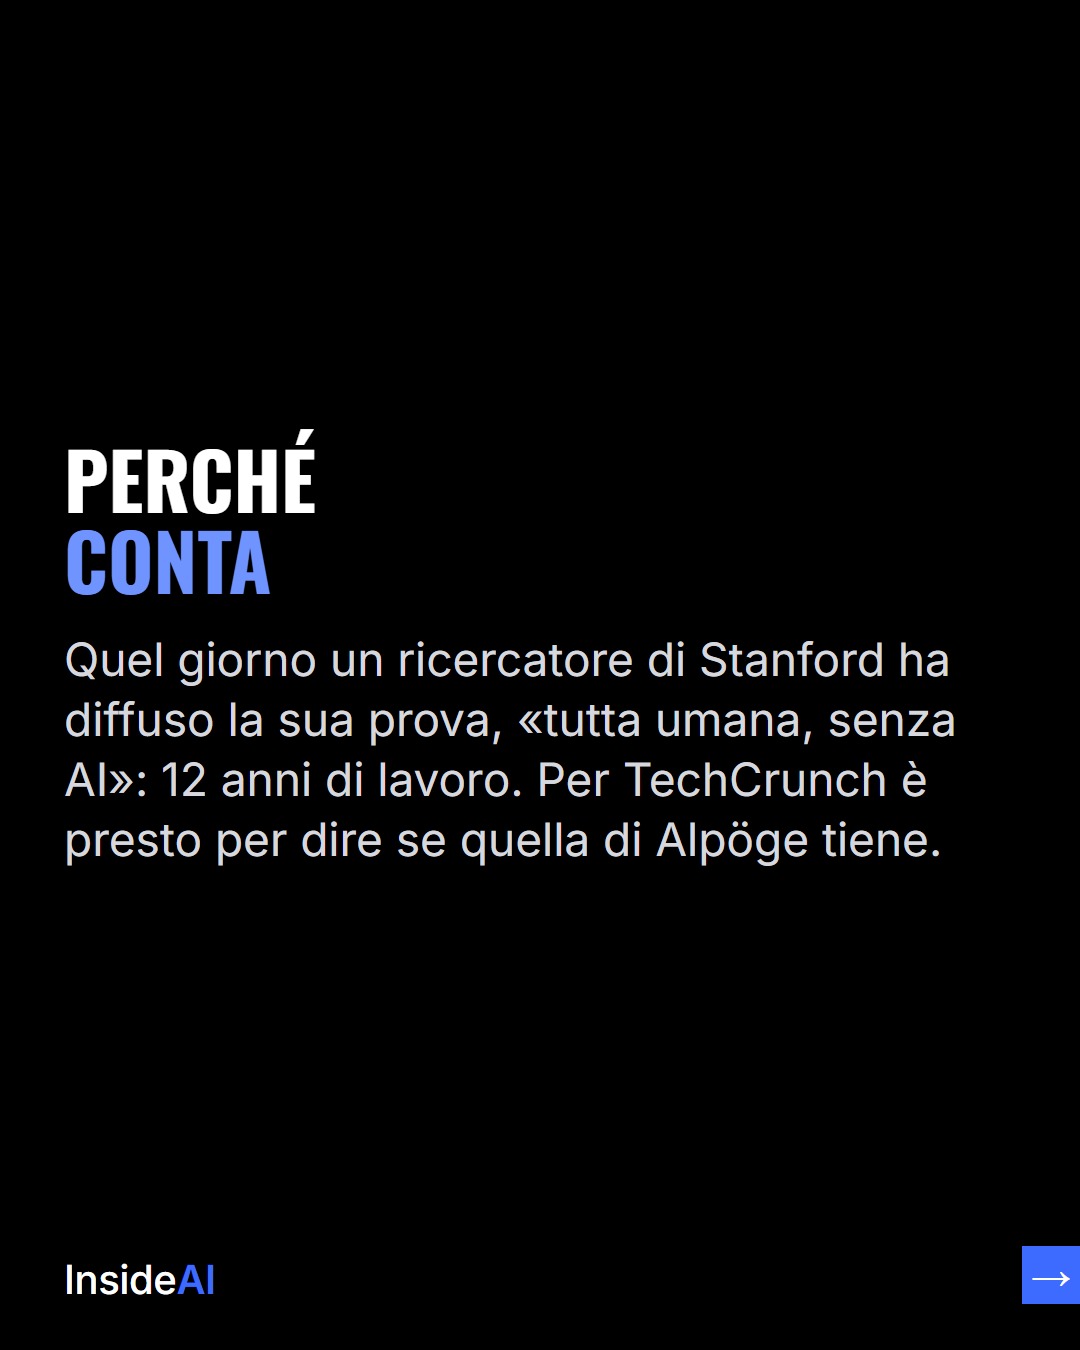 PERCHÉ
CONTA
Quel giorno un ricercatore di Stanford ha
diffuso la sua prova, «tutta umana, senza
AI»: 12 anni di lavoro. Per TechCrunch è
presto per dire se quella di Alpöge tiene.
InsideAI
→